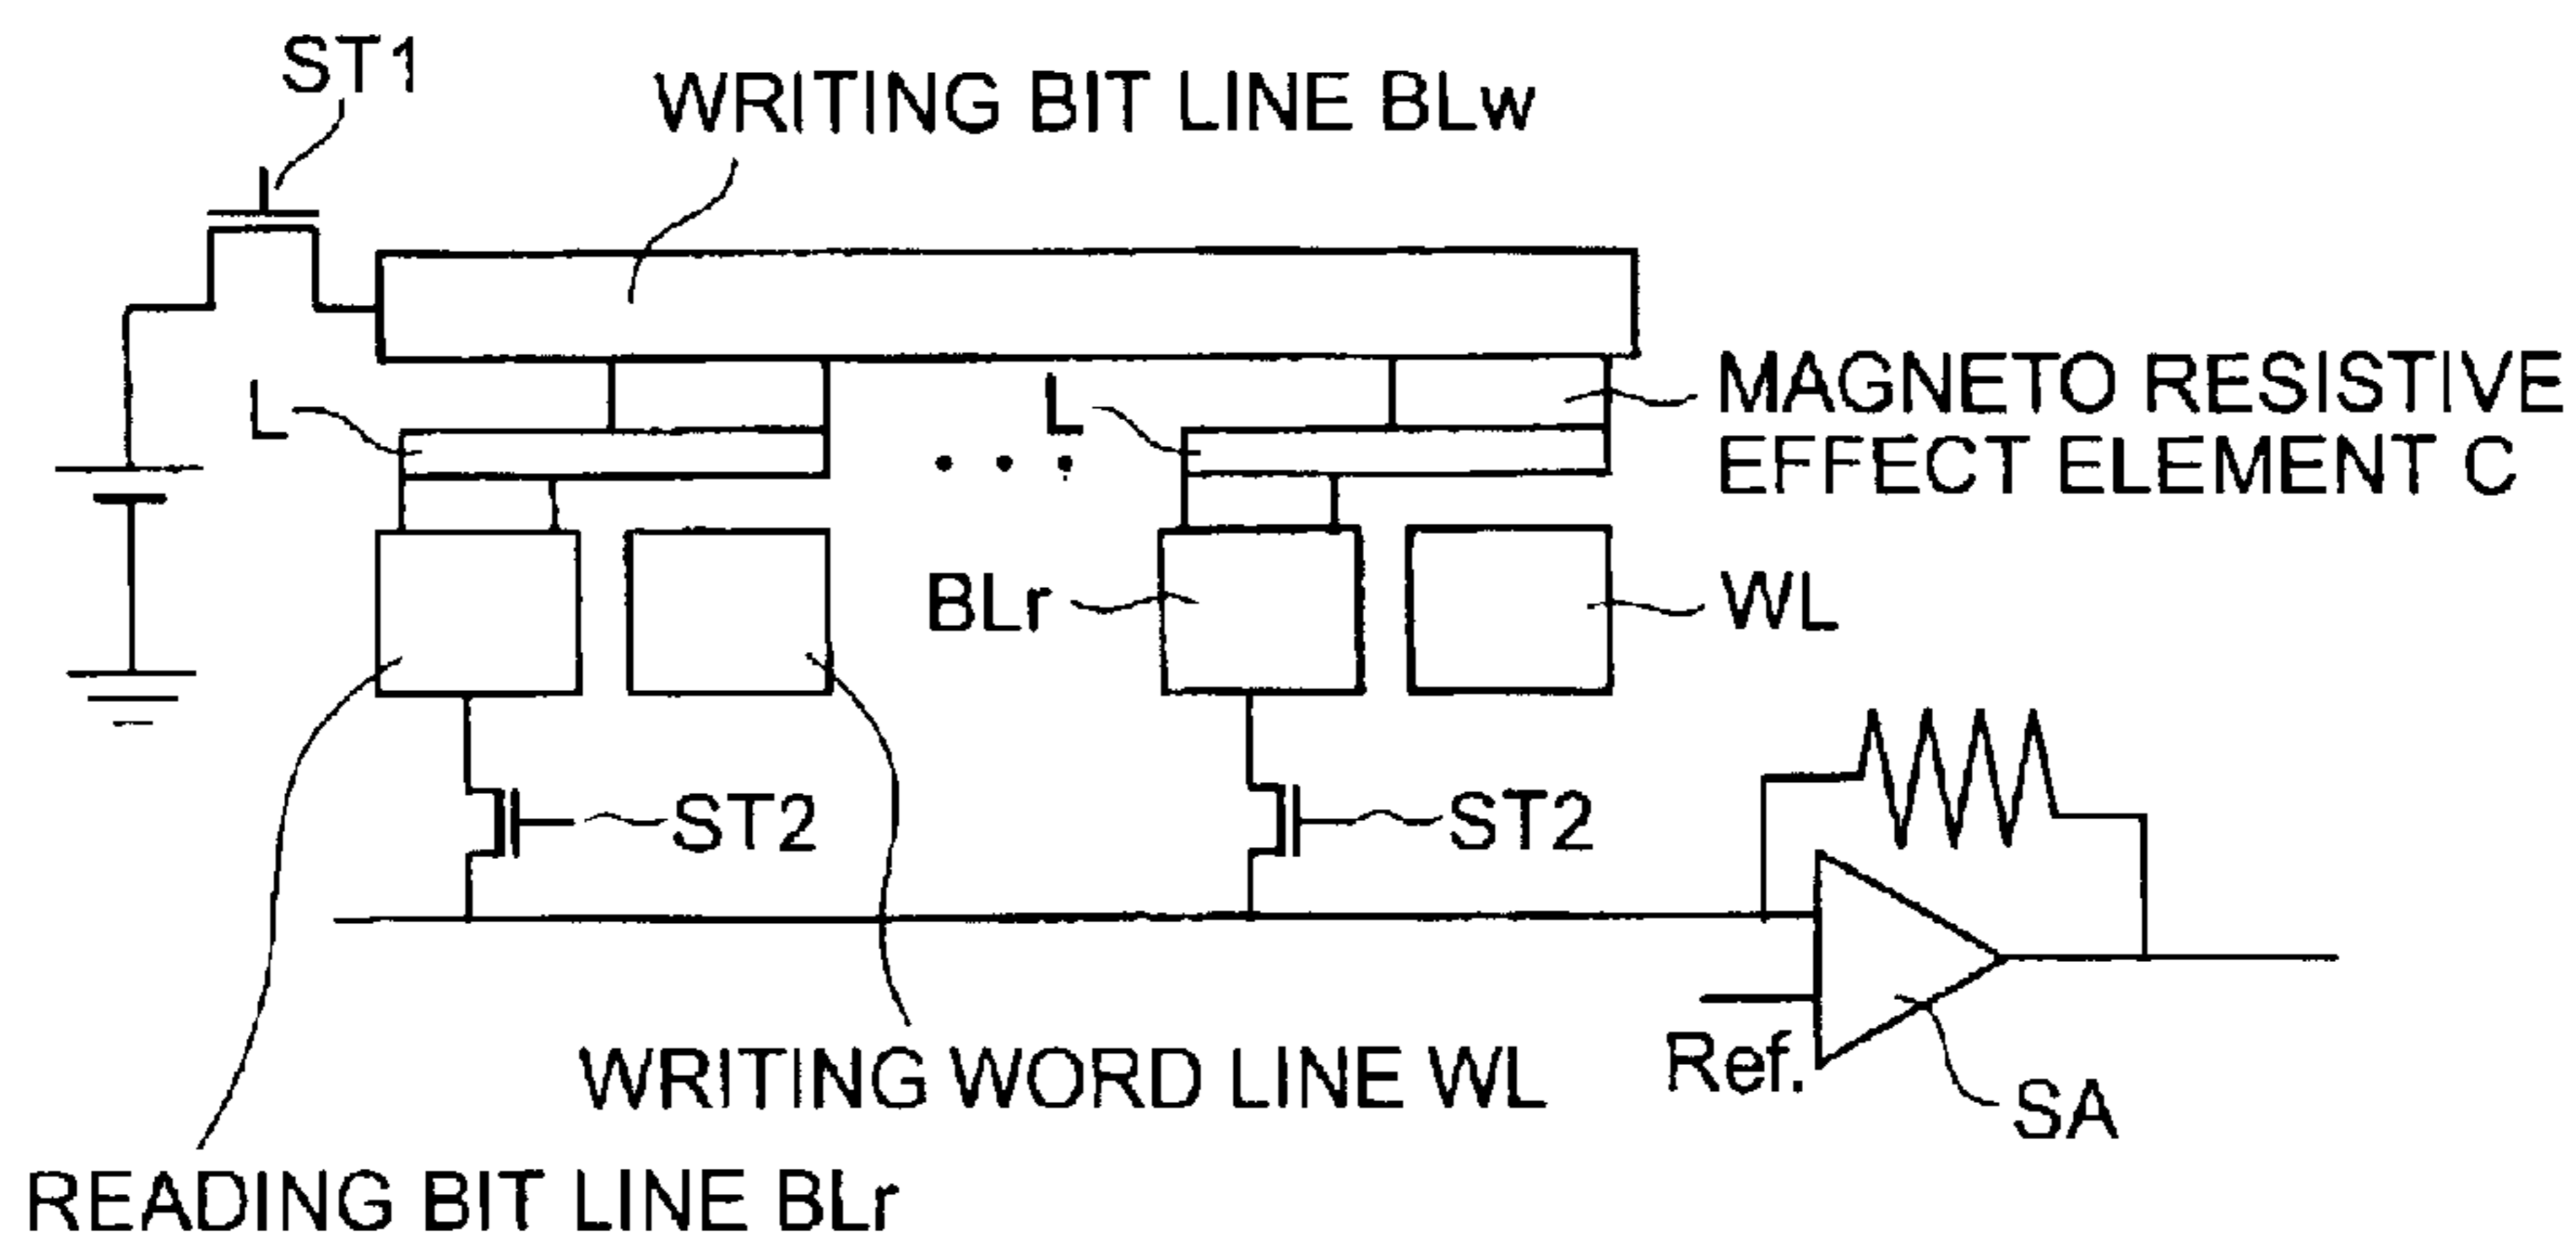 ST1
WRITING BIT LINE BLw
L
L
MAGNETO RESISTIVE
EFFECT ELEMENT C
BLr
WL
ST2
ST2
Ref.
SA
WRITING WORD LINE WL
READING BIT LINE BLr